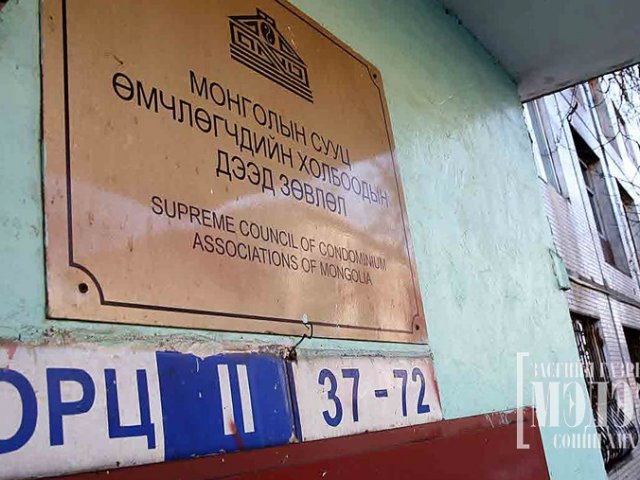 МОНГОЛЫН СУУЦ
ӨМЧЛӨГЧДИЙН ХОЛБООДЫН
ДЭЭД ЗӨВЛӨЛ
SUPREME COUNCIL OF CONDOMINIUM
ASSOCIATIONS OF MONGOLIA
ОРЦ II 37-72